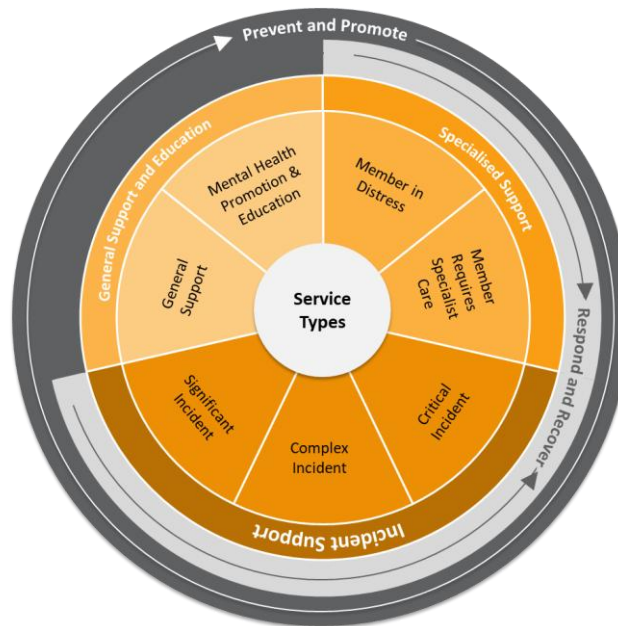 Prevent and Promote
General Support and Education
Specialised Support
Mental Health
Promotion &
Education
Member in
Distress
General
Support
Member
Requires
Specialist
Care
Service
Types
Respond and Recover
Significant
Incident
Complex
Incident
Critical
Incident
Incident Support